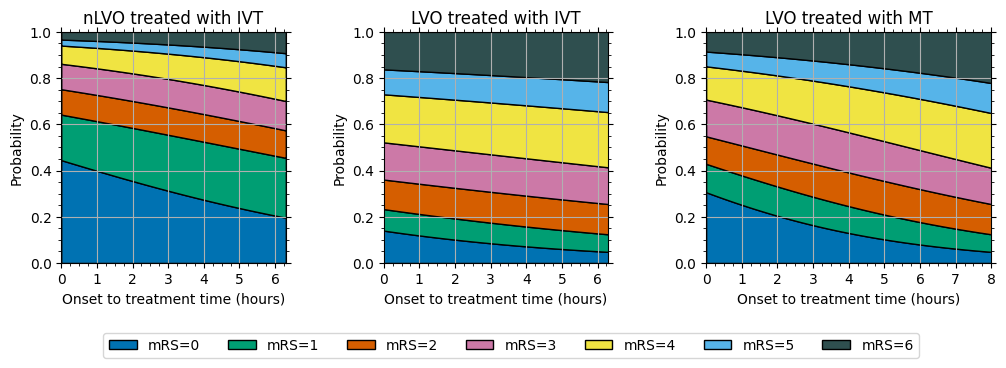 nLVO treated with IVT
LVO treated with IVT
LVO treated with MT
Probability
1.0
0.8
0.6
0.4
0.2
0.0
0 1 2 3 4 5 6
Onset to treatment time (hours)
Probability
1.0
0.8
0.6
0.4
0.2
0.0
0 1 2 3 4 5 6
Onset to treatment time (hours)
Probability
1.0
0.8
0.6
0.4
0.2
0.0
0 1 2 3 4 5 6 7 8
Onset to treatment time (hours)
mRS=0 mRS=1 mRS=2 mRS=3 mRS=4 mRS=5 mRS=6